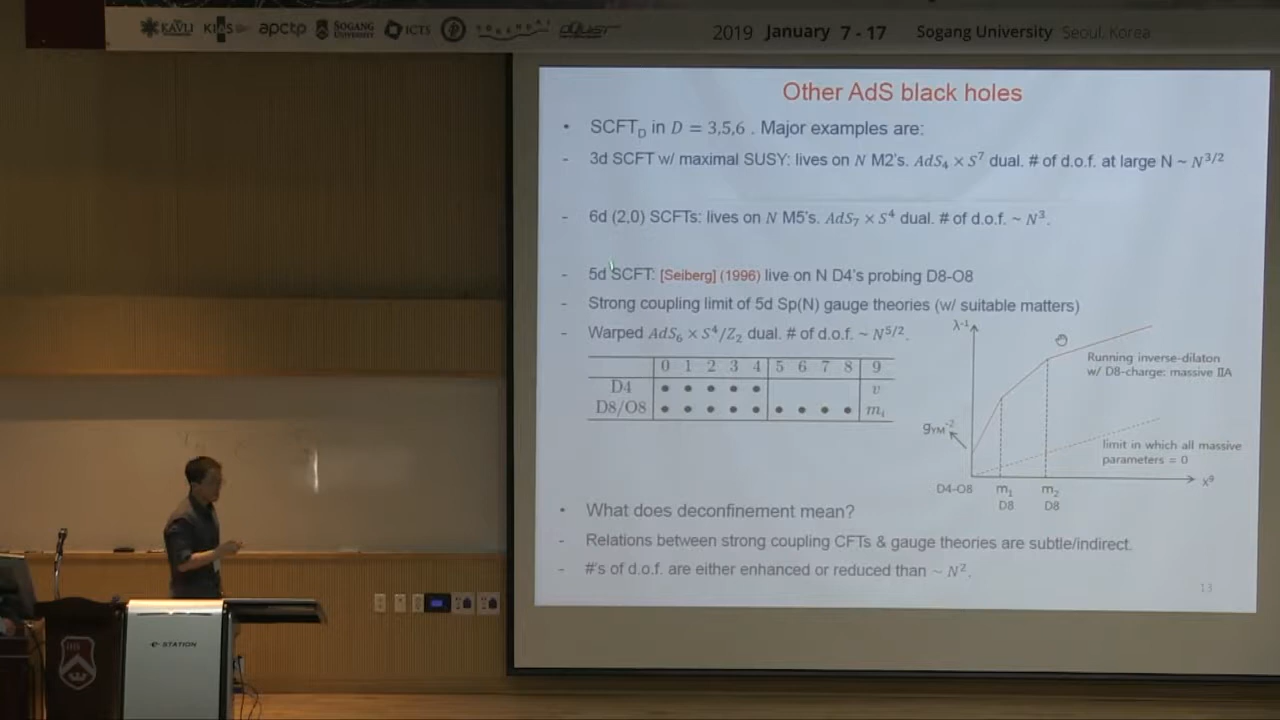 KAVLI KIAS apctp SOGANG UNIVERSITY ICTS
2019 January 7 - 17 Sogang University Seoul, Korea
Other AdS black holes
• SCFT_D in D = 3,5,6 . Major examples are:
- 3d SCFT w/ maximal SUSY: lives on N M2's. AdS₄ × S⁷ dual. # of d.o.f. at large N ~ N^{3/2}
- 6d (2,0) SCFTs: lives on N M5's. AdS₇ × S⁴ dual. # of d.o.f. ~ N³.
- 5d SCFT: [Seiberg] (1996) live on N D4's probing D8-O8
- Strong coupling limit of 5d Sp(N) gauge theories (w/ suitable matters)
- Warped AdS₆ × S⁴/Z₂ dual. # of d.o.f. ~ N^{5/2}.
0 1 2 3 4 5 6 7 8 9
D4 • • • • • v
D8/O8 • • • • • • • • • mᵢ
λ⁻¹
Running inverse-dilaton
w/ D8-charge: massive IIA
g_YM⁻²
limit in which all massive
parameters = 0
x⁹
D4-O8 m₁ m₂
D8 D8
• What does deconfinement mean?
- Relations between strong coupling CFTs & gauge theories are subtle/indirect.
- #'s of d.o.f. are either enhanced or reduced than ~ N².
13
e-STATION